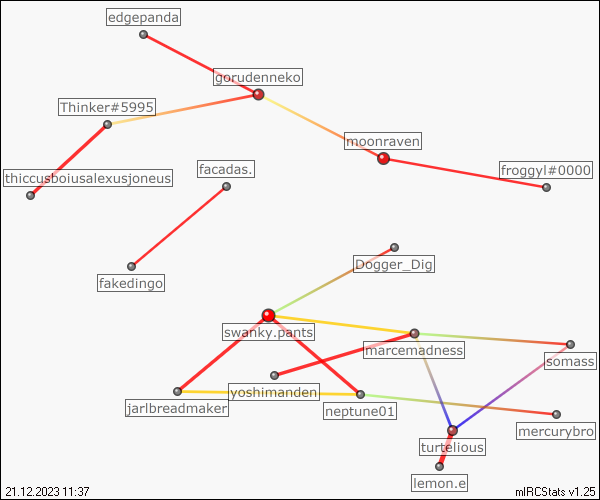 edgepanda
gorudenneko
Thinker#5995
moonraven
facadas.
froggyl#0000
thiccusboiusalexusjoneus
Dogger_Dig
fakedingo
swanky.pants
marcemadness
somass
yoshimanden
jarlbreadmaker
neptune01
mercurybro
turtelious
lemon.e
21.12.2023 11:37
mIRCStats v1.25